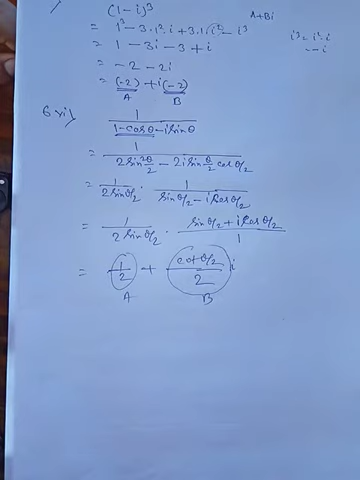 (1-i)³ A+Bi
= 1³ - 3·1²·i + 3·1·i² - i³ i³ = i²·i
= 1 - 3i - 3 + i = -i
= -2 - 2i
= (-2) + i(-2)
A B
6 xi) 1 / (1-cosθ - i sinθ)
= 1 / (2sin²θ/2 - 2i sin θ/2 cosθ/2)
= 1 / (2sinθ/2) · 1 / (sinθ/2 - i cosθ/2)
= 1 / (2 sinθ/2) · (sinθ/2 + i cosθ/2) / 1
= 1/2 + (cotθ/2 / 2) i
A B